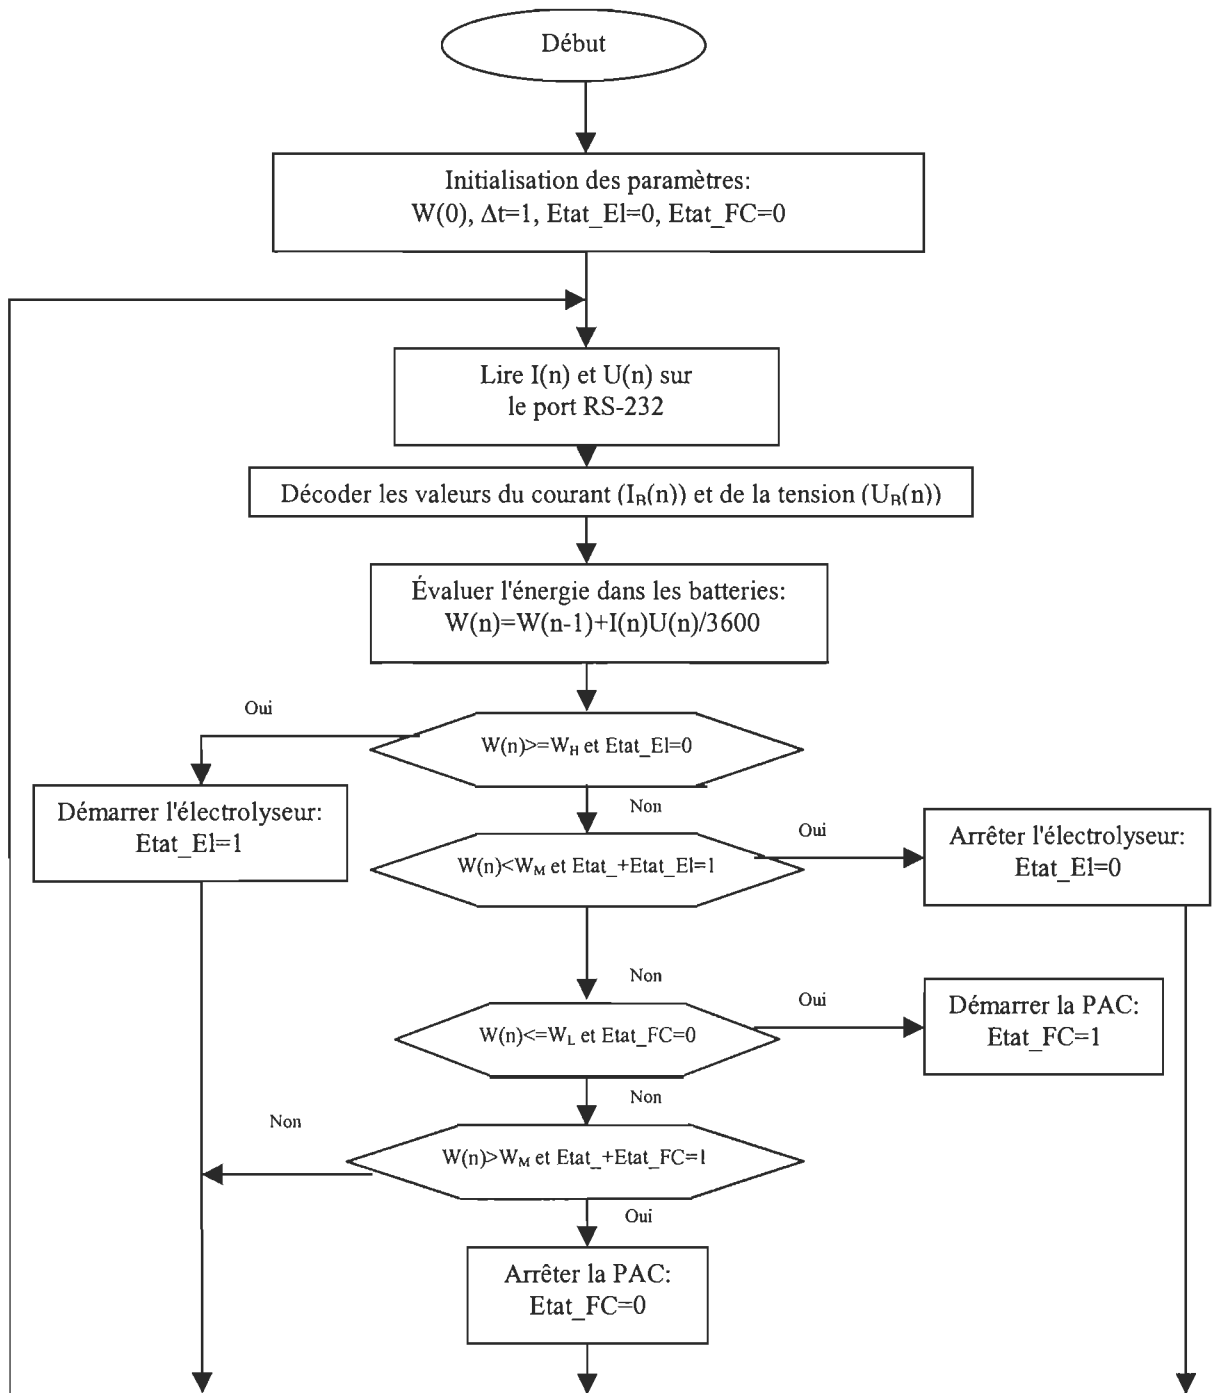 Début
Initialisation des paramètres:
W(0), Δt=1, Etat_El=0, Etat_FC=0
Lire I(n) et U(n) sur
le port RS-232
Décoder les valeurs du courant (I_B(n)) et de la tension (U_B(n))
Évaluer l'énergie dans les batteries:
W(n)=W(n-1)+I(n)U(n)/3600
Oui
W(n)>=W_H et Etat_El=0
Non
Démarrer l'électrolyseur:
Etat_El=1
W(n)<W_M et Etat_+Etat_El=1
Oui
Arrêter l'électrolyseur:
Etat_El=0
Non
W(n)<=W_L et Etat_FC=0
Oui
Démarrer la PAC:
Etat_FC=1
Non
Non
W(n)>W_M et Etat_+Etat_FC=1
Oui
Arrêter la PAC:
Etat_FC=0